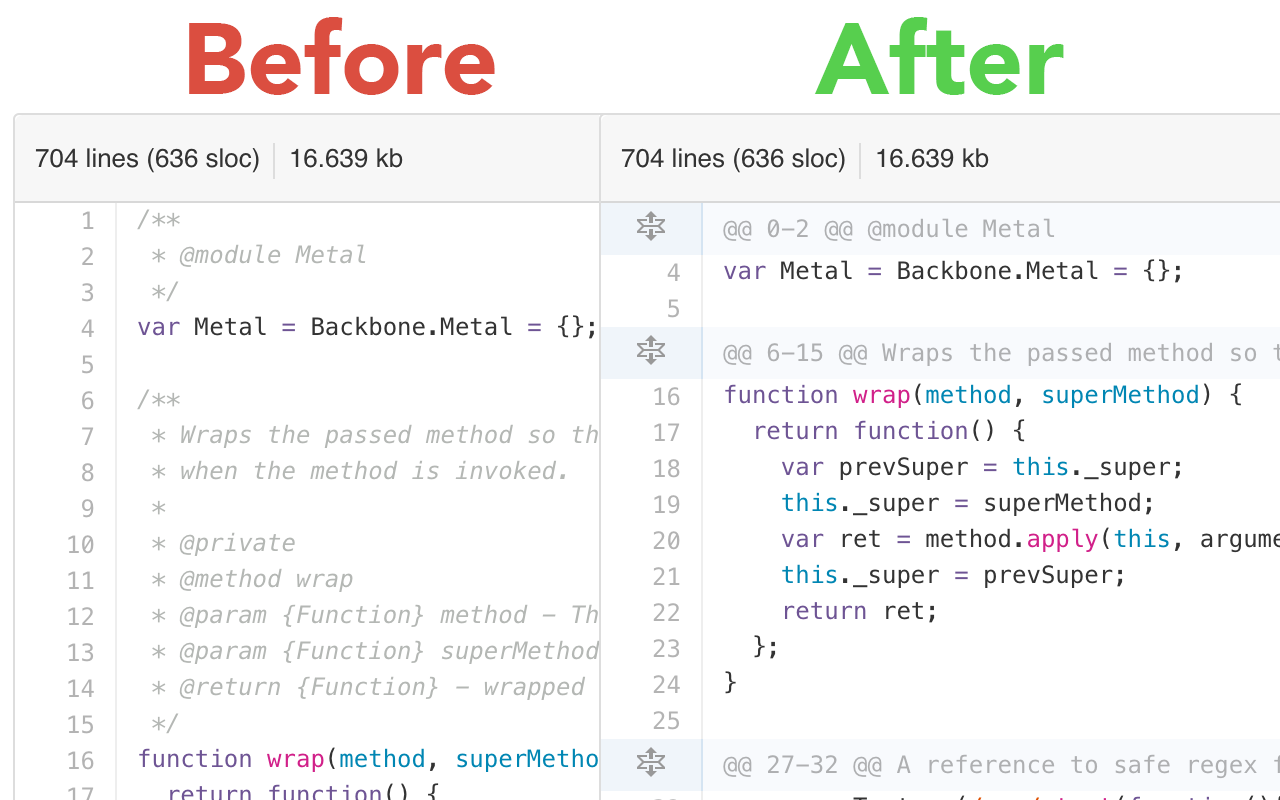 Before
704 lines (636 sloc) 16.639 kb
1 /**
2  * @module Metal
3  */
4 var Metal = Backbone.Metal = {};
5
6 /**
7  * Wraps the passed method so th
8  * when the method is invoked.
9  *
10  * @private
11  * @method wrap
12  * @param {Function} method – Th
13  * @param {Function} superMethod
14  * @return {Function} – wrapped
15  */
16 function wrap(method, superMetho
17   return function() {
After
704 lines (636 sloc) 16.639 kb
@@ 0–2 @@ @module Metal
4 var Metal = Backbone.Metal = {};
5
@@ 6–15 @@ Wraps the passed method so t
16 function wrap(method, superMethod) {
17   return function() {
18     var prevSuper = this._super;
19     this._super = superMethod;
20     var ret = method.apply(this, argume
21     this._super = prevSuper;
22     return ret;
23   };
24 }
25
@@ 27–32 @@ A reference to safe regex f